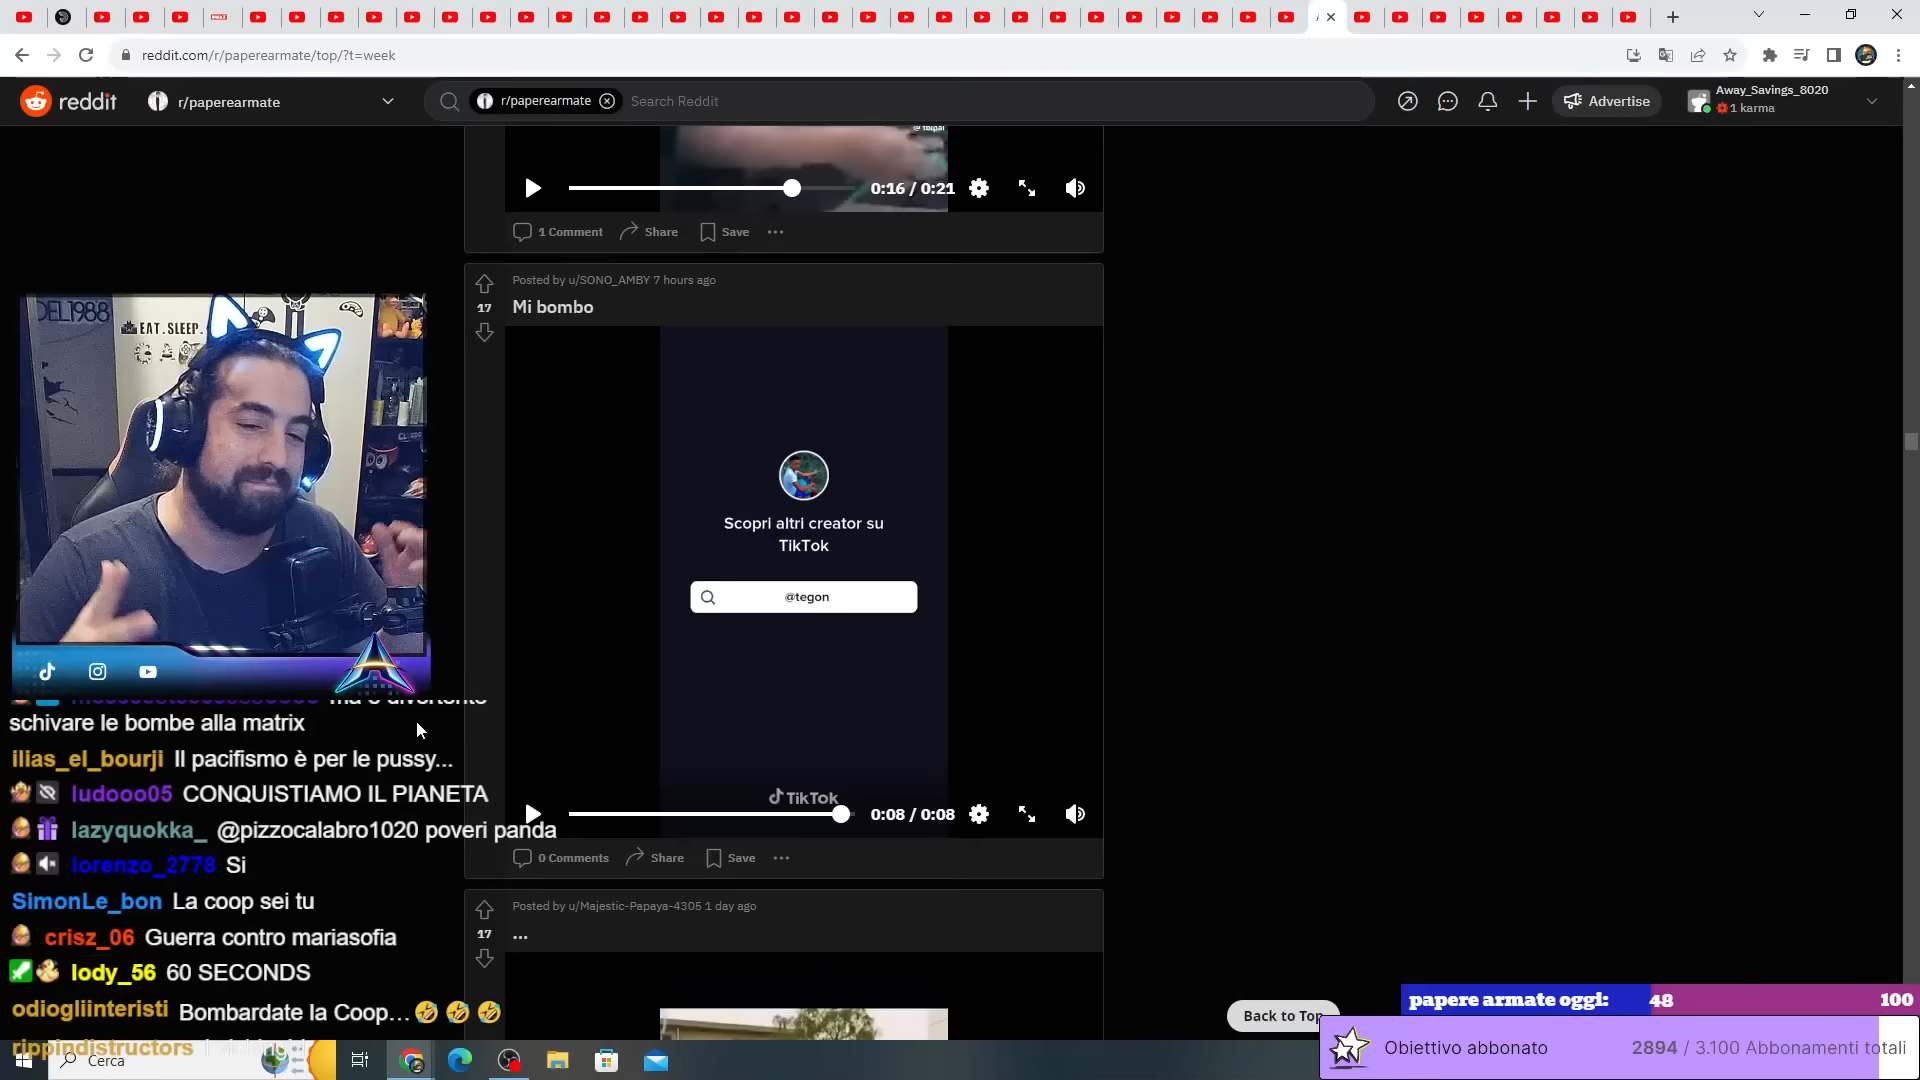 reddit.com/r/paperearmate/top/?t=week
reddit
r/paperearmate
r/paperearmate
Search Reddit
Advertise
Away_Savings_8020
1 karma
0:16 / 0:21
1 Comment
Share
Save
Posted by u/SONO_AMBY 7 hours ago
17
Mi bombo
DEL1988
EAT.SLEEP.
Scopri altri creator su
TikTok
@tegon
TikTok
0:08 / 0:08
0 Comments
Share
Save
ma è divertente
schivare le bombe alla matrix
ilias_el_bourji Il pacifismo è per le pussy...
ludooo05 CONQUISTIAMO IL PIANETA
lazyquokka_ @pizzocalabro1020 poveri panda
lorenzo_2778 Si
SimonLe_bon La coop sei tu
crisz_06 Guerra contro mariasofia
lody_56 60 SECONDS
odiogliinteristi Bombardate la Coop...🤣 🤣 🤣
rippindistructors
Posted by u/Majestic-Papaya-4305 1 day ago
17
...
Back to Top
papere armate oggi: 48 100
Obiettivo abbonato 2894 / 3.100 Abbonamenti totali
Cerca